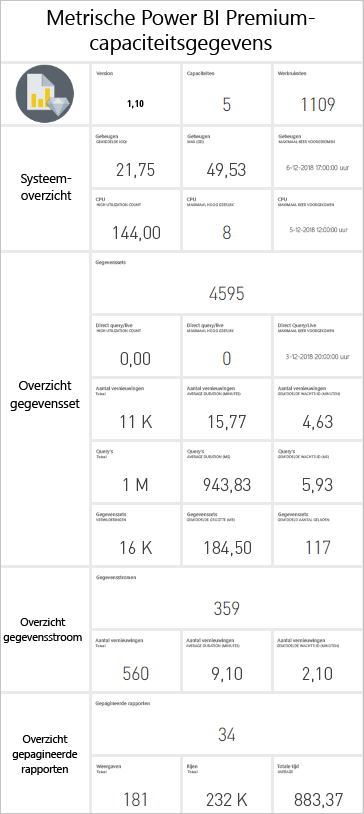 Metrische Power BI Premium-
capaciteitsgegevens
Version
1,10
Capaciteiten
5
Werkruimten
1109
Systeem-
overzicht
Geheugen
21,75
Geheugen
MAX (GB)
49,53
Geheugen
MAXIMAAL KEER VOORGEKOMEN
6-12-2018 17:00:00 uur
CPU
HIGH UTILIZATION COUNT
144,00
CPU
MAXIMAAL HOOG GEBRUIK
8
CPU
MAXIMAAL KEER VOORGEKOMEN
5-12-2018 12:00:00 uur
Overzicht
gegevensset
Gegevenssets
4595
Direct query/live
HIGH UTILIZATION COUNT
0,00
Direct query/live
MAXIMAAL HOOG GEBRUIK
0
Direct Query/Live
MAXIMAAL KEER VOORGEKOMEN
3-12-2018 20:00:00 uur
Aantal vernieuwingen
Totaal
11 K
Aantal vernieuwingen
AVERAGE DURATION (MINUTES)
15,77
Aantal vernieuwingen
GEMIDDELDE WACHTTIJD (MINUTEN)
4,63
Query's
Totaal
1 M
Query's
AVERAGE DURATION (MS)
943,83
Query's
GEMIDDELDE WACHTTIJD (MS)
5,93
Gegevenssets
VERWIJDERINGEN
16 K
Gegevenssets
GEMIDDELDE GROOTTE (MB)
184,50
Gegevenssets
GEMIDDELD AANTAL GELADEN
117
Overzicht
gegevensstroom
Gegevensstromen
359
Aantal vernieuwingen
Totaal
560
Aantal vernieuwingen
AVERAGE DURATION (MINUTES)
9,10
Aantal vernieuwingen
GEMIDDELDE WACHTTIJD (MINUTEN)
2,10
Overzicht
gepagineerde
rapporten
Gepagineerde rapporten
34
Weergaven
Totaal
181
Rijen
Totaal
232 K
Totale tijd
AVERAGE
883,37